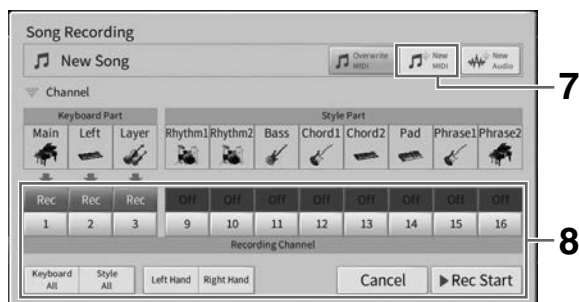 Song Recording
New Song
Overwrite MIDI
New MIDI
New Audio
7
Channel
Keyboard Part
Style Part
Main Left Layer Rhythm1 Rhythm2 Bass Chord1 Chord2 Pad Phrase1 Phrase2
Rec Rec Rec Off Off Off Off Off Off Off Off
1 2 3 9 10 11 12 13 14 15 16
8
Recording Channel
Keyboard All
Style All
Left Hand Right Hand Cancel Rec Start